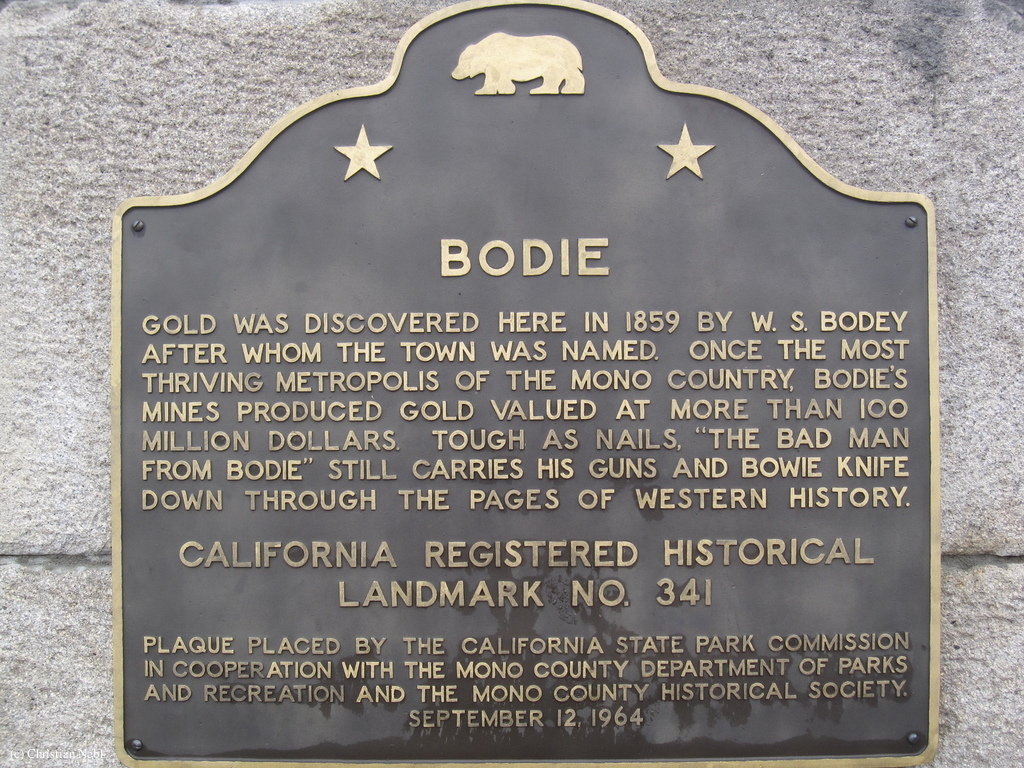 BODIE
GOLD WAS DISCOVERED HERE IN 1859 BY W. S. BODEY
AFTER WHOM THE TOWN WAS NAMED. ONCE THE MOST
THRIVING METROPOLIS OF THE MONO COUNTRY, BODIE'S
MINES PRODUCED GOLD VALUED AT MORE THAN 100
MILLION DOLLARS. TOUGH AS NAILS, "THE BAD MAN
FROM BODIE" STILL CARRIES HIS GUNS AND BOWIE KNIFE
DOWN THROUGH THE PAGES OF WESTERN HISTORY.
CALIFORNIA REGISTERED HISTORICAL
LANDMARK NO. 341
PLAQUE PLACED BY THE CALIFORNIA STATE PARK COMMISSION
IN COOPERATION WITH THE MONO COUNTY DEPARTMENT OF PARKS
AND RECREATION AND THE MONO COUNTY HISTORICAL SOCIETY.
SEPTEMBER 12, 1964
(c) Christian